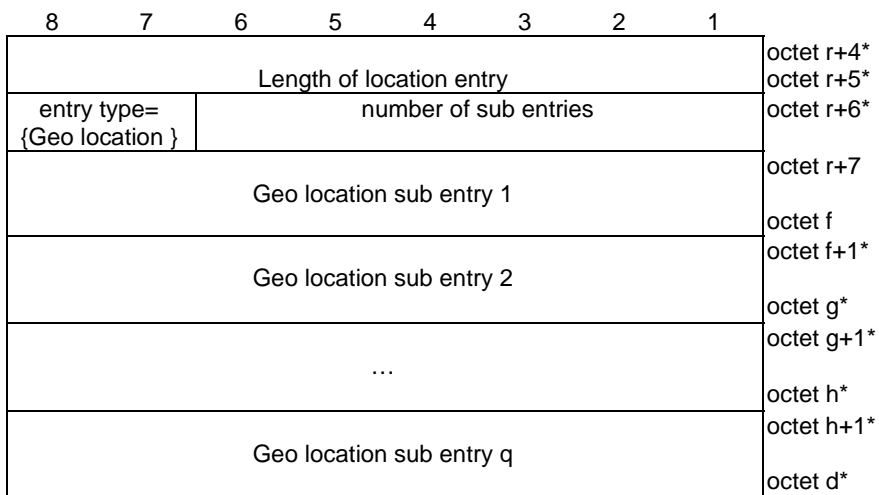 8 7 6 5 4 3 2 1
octet r+4*
Length of location entry octet r+5*
entry type= number of sub entries octet r+6*
{Geo location }
octet r+7
Geo location sub entry 1
octet f
octet f+1*
Geo location sub entry 2
octet g*
octet g+1*
…
octet h*
octet h+1*
Geo location sub entry q
octet d*